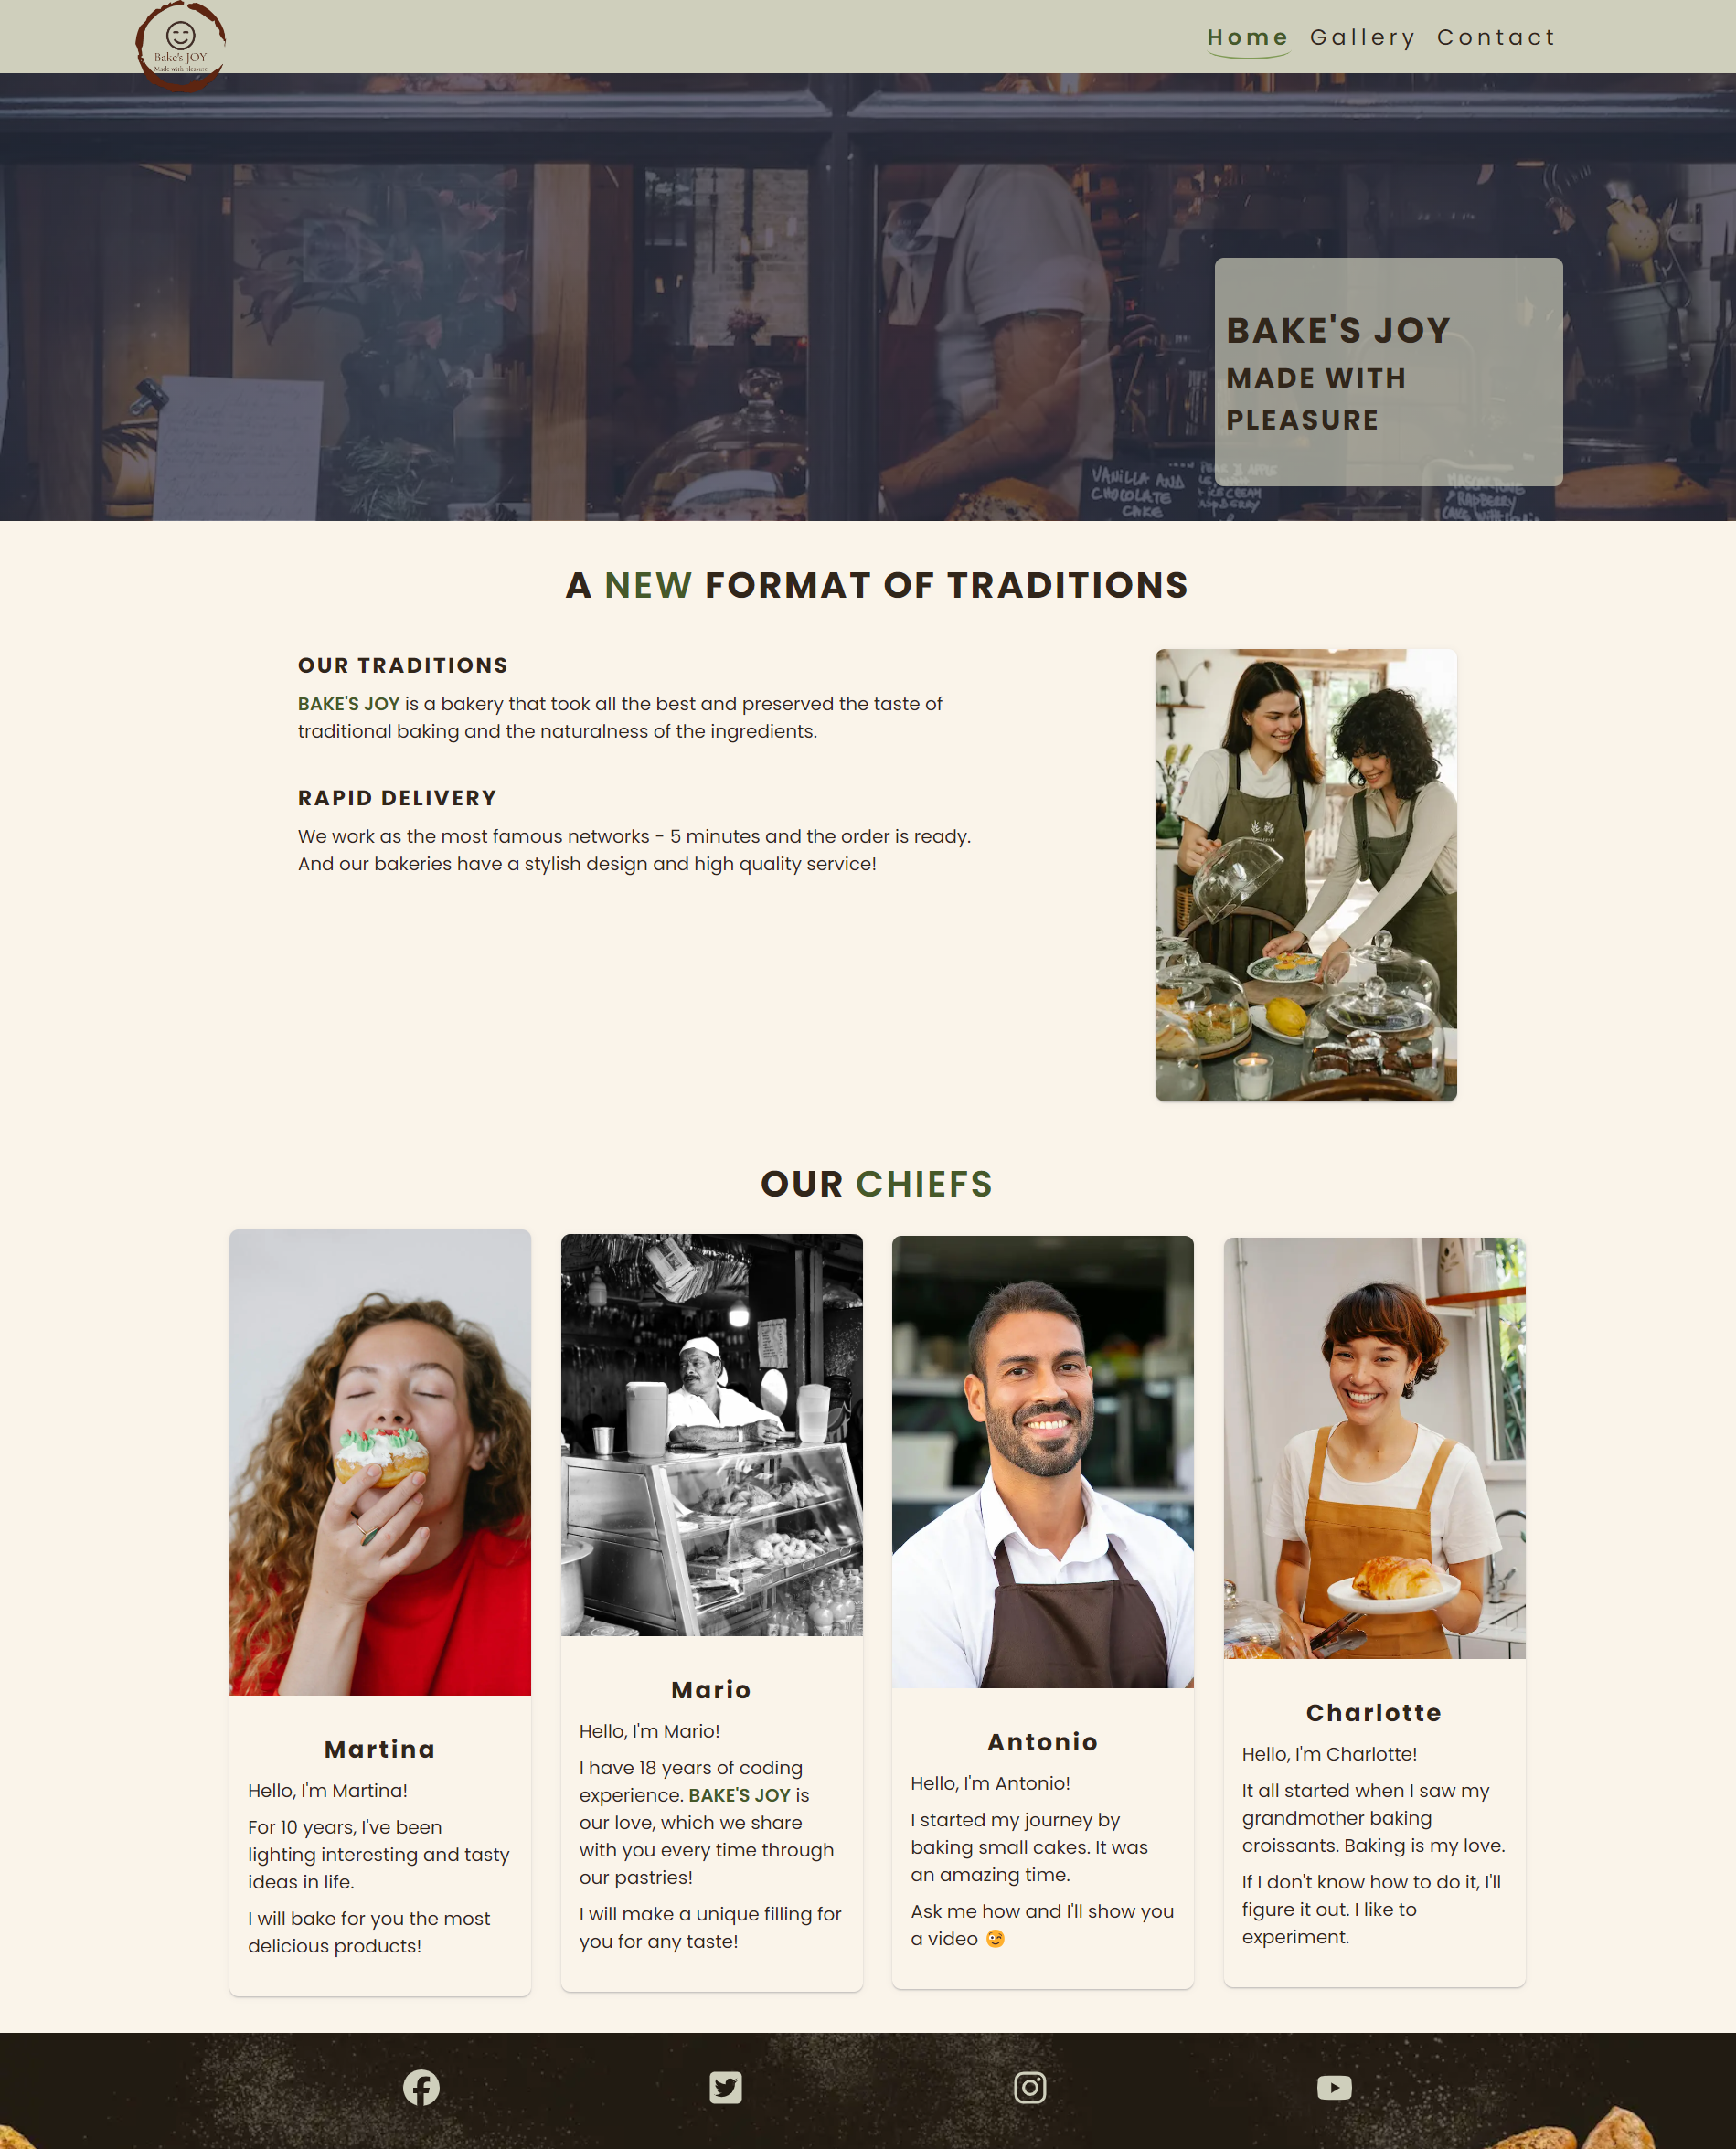 Bake's JOY
Made with pleasure
Home Gallery Contact
BAKE'S JOY
MADE WITH
PLEASURE
VANILLA AND
CHOCOLATE
CAKE
A NEW FORMAT OF TRADITIONS
OUR TRADITIONS
BAKE'S JOY is a bakery that took all the best and preserved the taste of
traditional baking and the naturalness of the ingredients.
RAPID DELIVERY
We work as the most famous networks - 5 minutes and the order is ready.
And our bakeries have a stylish design and high quality service!
OUR CHIEFS
Martina
Hello, I'm Martina!
For 10 years, I've been
lighting interesting and tasty
ideas in life.
I will bake for you the most
delicious products!
Mario
Hello, I'm Mario!
I have 18 years of coding
experience. BAKE'S JOY is
our love, which we share
with you every time through
our pastries!
I will make a unique filling for
you for any taste!
Antonio
Hello, I'm Antonio!
I started my journey by
baking small cakes. It was
an amazing time.
Ask me how and I'll show you
a video 😉
Charlotte
Hello, I'm Charlotte!
It all started when I saw my
grandmother baking
croissants. Baking is my love.
If I don't know how to do it, I'll
figure it out. I like to
experiment.